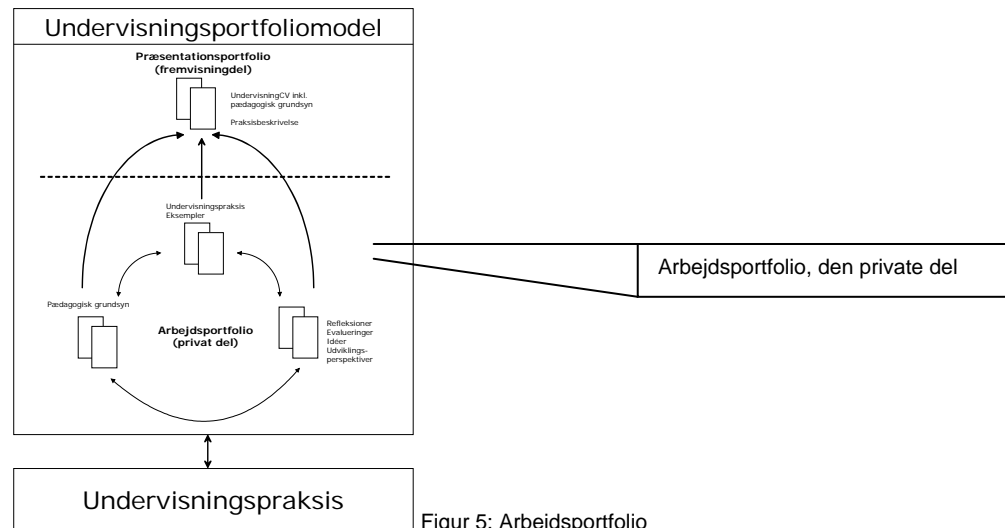 Undervisningsportfoliomodel
Præsentationsportfolio
(fremvisningdel)
UndervisningCV inkl.
pædagogisk grundsyn
Praksisbeskrivelse
Undervisningspraksis
Eksempler
Arbejdsportfolio, den private del
Pædagogisk grundsyn
Arbejdsportfolio
(privat del)
Refleksioner
Evalueringer
Idéer
Udviklings-
perspektiver
Undervisningspraksis
Figur 5: Arbejdsportfolio